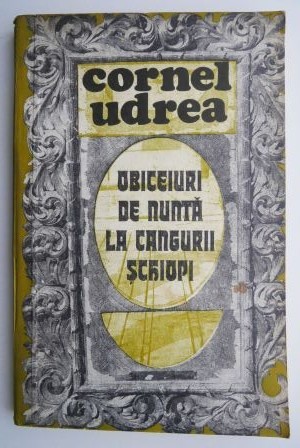 cornel
udrea
OBICEIURI
DE NUNTĂ
LA CANGURII
ȘCHIOPI